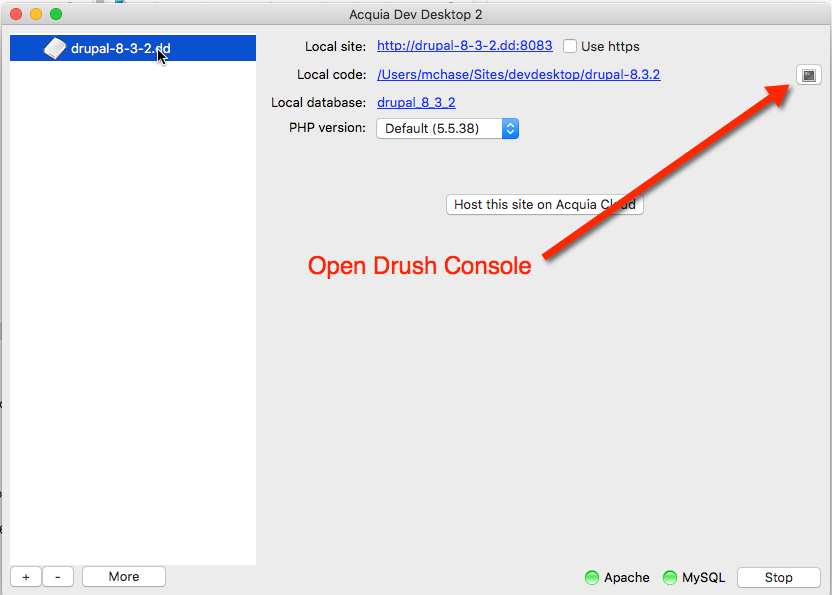 Acquia Dev Desktop 2
drupal-8-3-2.dd
Local site: http://drupal-8-3-2.dd:8083 Use https
Local code: /Users/mchase/Sites/devdesktop/drupal-8.3.2
Local database: drupal_8_3_2
PHP version: Default (5.5.38)
Host this site on Acquia Cloud
Open Drush Console
+ - More Apache MySQL Stop